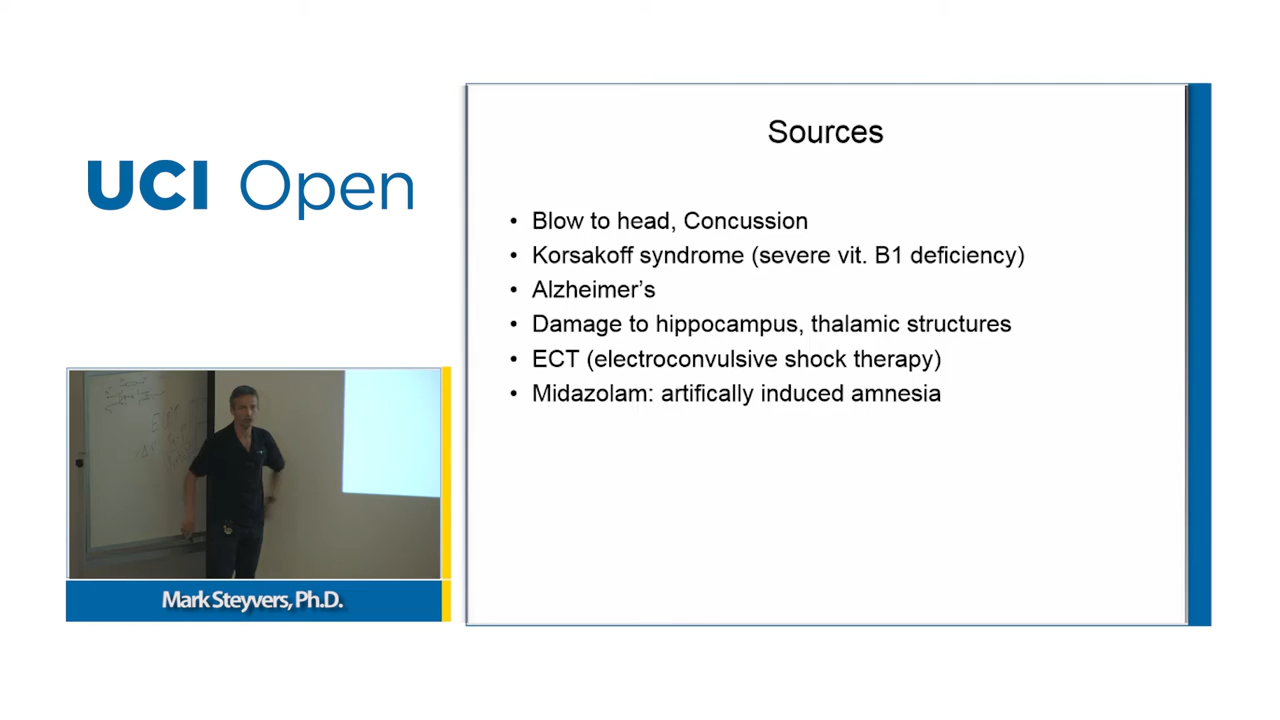 UCI Open
Sources
• Blow to head, Concussion
• Korsakoff syndrome (severe vit. B1 deficiency)
• Alzheimer’s
• Damage to hippocampus, thalamic structures
• ECT (electroconvulsive shock therapy)
• Midazolam: artifically induced amnesia
Mark Steyvers, Ph.D.